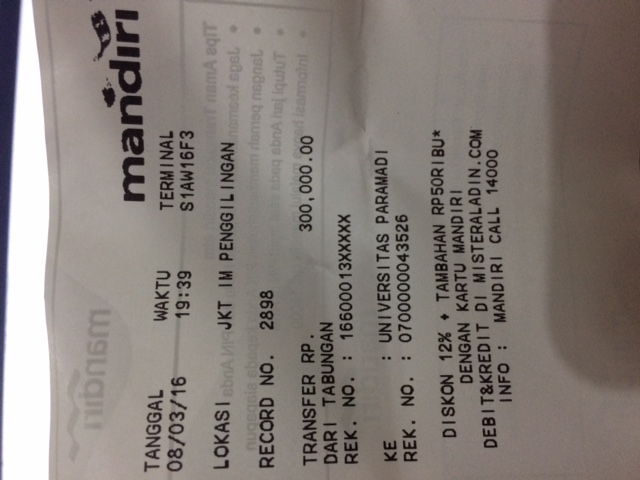 mandiri
TANGGAL WAKTU TERMINAL
08/03/16 19:39 S1AW16F3
LOKASI JKT IM PENGGILINGAN
RECORD NO. 2898
TRANSFER RP. 300,000.00
DARI TABUNGAN
REK. NO. : 16600013XXXXX
KE : UNIVERSITAS PARAMADI
REK. NO. : 0700000043526
DISKON 12% + TAMBAHAN RP50RIBU*
DENGAN KARTU MANDIRI
DEBIT&KREDIT DI MISTERALADIN.COM
INFO : MANDIRI CALL 14000